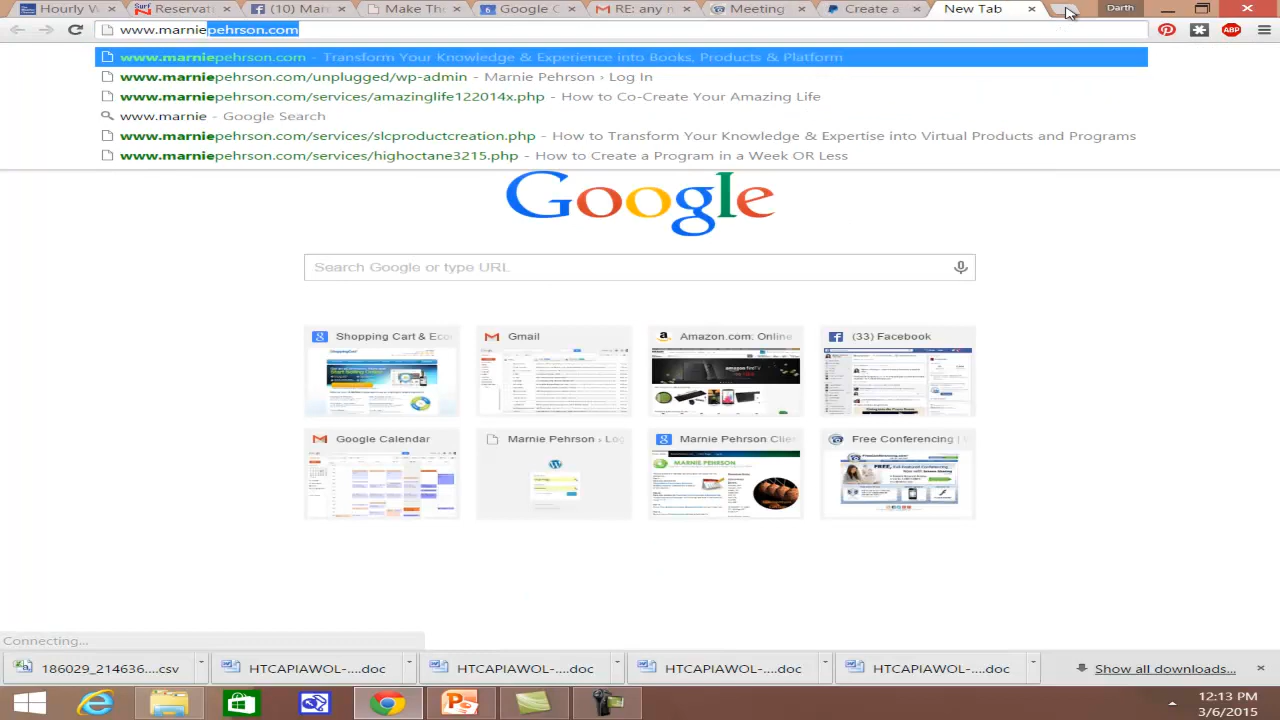 Hourly W
Reservat
(10) Mar
Make The
Google C
RE: any n
Meeting
Create a
New Tab
Darth
www.marniepehrson.com
www.marniepehrson.com - Transform Your Knowledge & Experience into Books, Products & Platform
www.marniepehrson.com/unplugged/wp-admin - Marnie Pehrson › Log In
www.marniepehrson.com/services/amazinglife122014x.php - How to Co-Create Your Amazing Life
www.marnie - Google Search
www.marniepehrson.com/services/slcproductcreation.php - How to Transform Your Knowledge & Expertise into Virtual Products and Programs
www.marniepehrson.com/services/highoctane3215.php - How to Create a Program in a Week OR Less
Google
Search Google or type URL
Shopping Cart & Eco
Gmail
Amazon.com: Online
(33) Facebook
Google Calendar
Marnie Pehrson › Log
Marnie Pehrson Clie
Free Conferencing |
Connecting...
186029_214636....csv
HTCAPIAWOL-....doc
HTCAPIAWOL-....doc
HTCAPIAWOL-....doc
HTCAPIAWOL-....doc
Show all downloads...
12:13 PM
3/6/2015